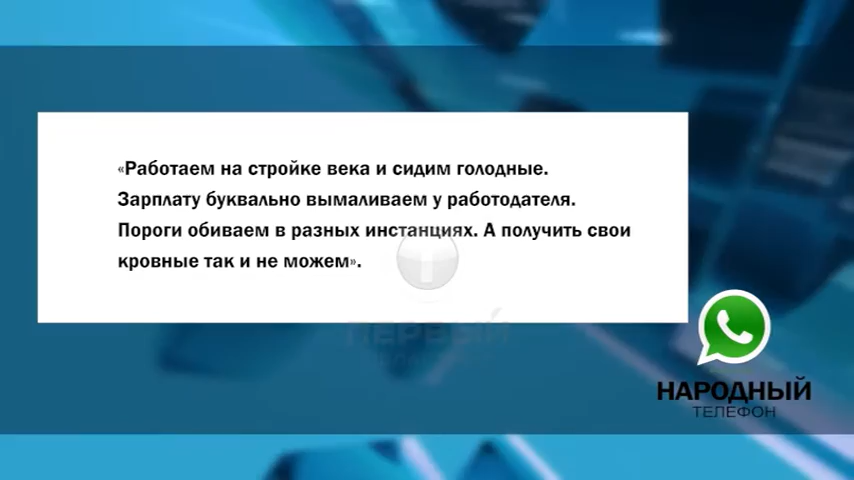 «Работаем на стройке века и сидим голодные.
Зарплату буквально вымаливаем у работодателя.
Пороги обиваем в разных инстанциях. А получить свои
кровные так и не можем».
ПЕРВЫЙ
НАРОДНЫЙ
ТЕЛЕФОН